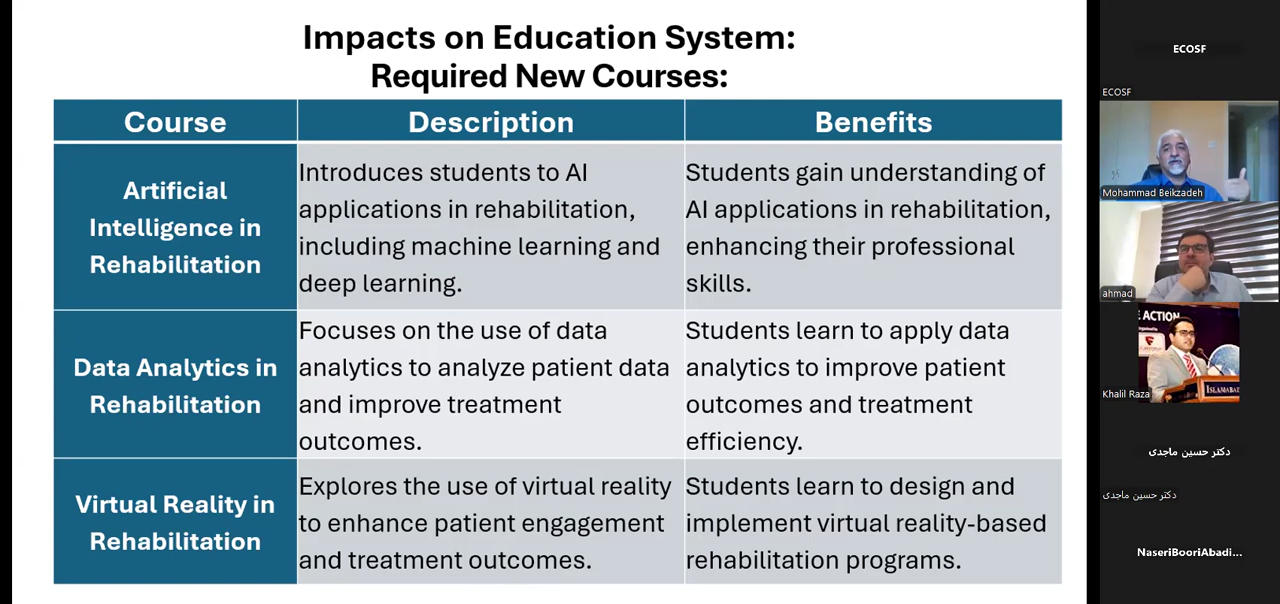 Impacts on Education System:
Required New Courses:
Course
Description
Benefits
Artificial
Intelligence in
Rehabilitation
Introduces students to AI
applications in rehabilitation,
including machine learning and
deep learning.
Students gain understanding of
AI applications in rehabilitation,
enhancing their professional
skills.
Data Analytics in
Rehabilitation
Focuses on the use of data
analytics to analyze patient data
and improve treatment
outcomes.
Students learn to apply data
analytics to improve patient
outcomes and treatment
efficiency.
Virtual Reality in
Rehabilitation
Explores the use of virtual reality
to enhance patient engagement
and treatment outcomes.
Students learn to design and
implement virtual reality-based
rehabilitation programs.
ECOSF
ECOSF
Mohammad Beikzadeh
ahmad
E ACTION
ISLAMABAD
Khalil Raza
دکتر حسین ماجدی
دکتر حسین ماجدی
NaseriBooriAbadi...